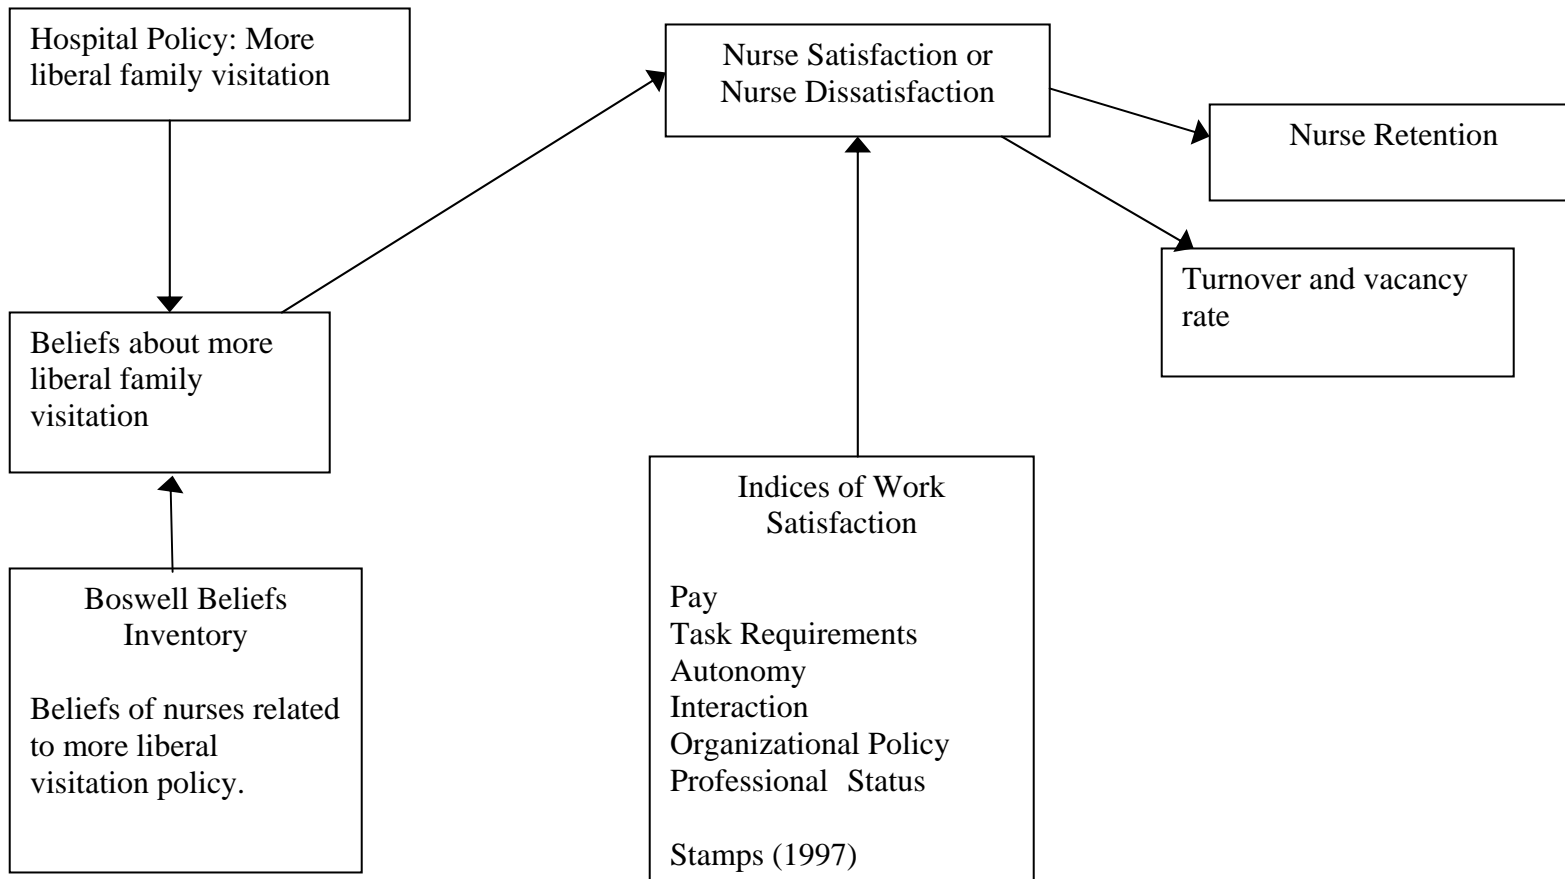 Hospital Policy: More
liberal family visitation
Nurse Satisfaction or
Nurse Dissatisfaction
Nurse Retention
Turnover and vacancy
rate
Beliefs about more
liberal family
visitation
Boswell Beliefs
Inventory
Beliefs of nurses related
to more liberal
visitation policy.
Indices of Work
Satisfaction
Pay
Task Requirements
Autonomy
Interaction
Organizational Policy
Professional Status
Stamps (1997)